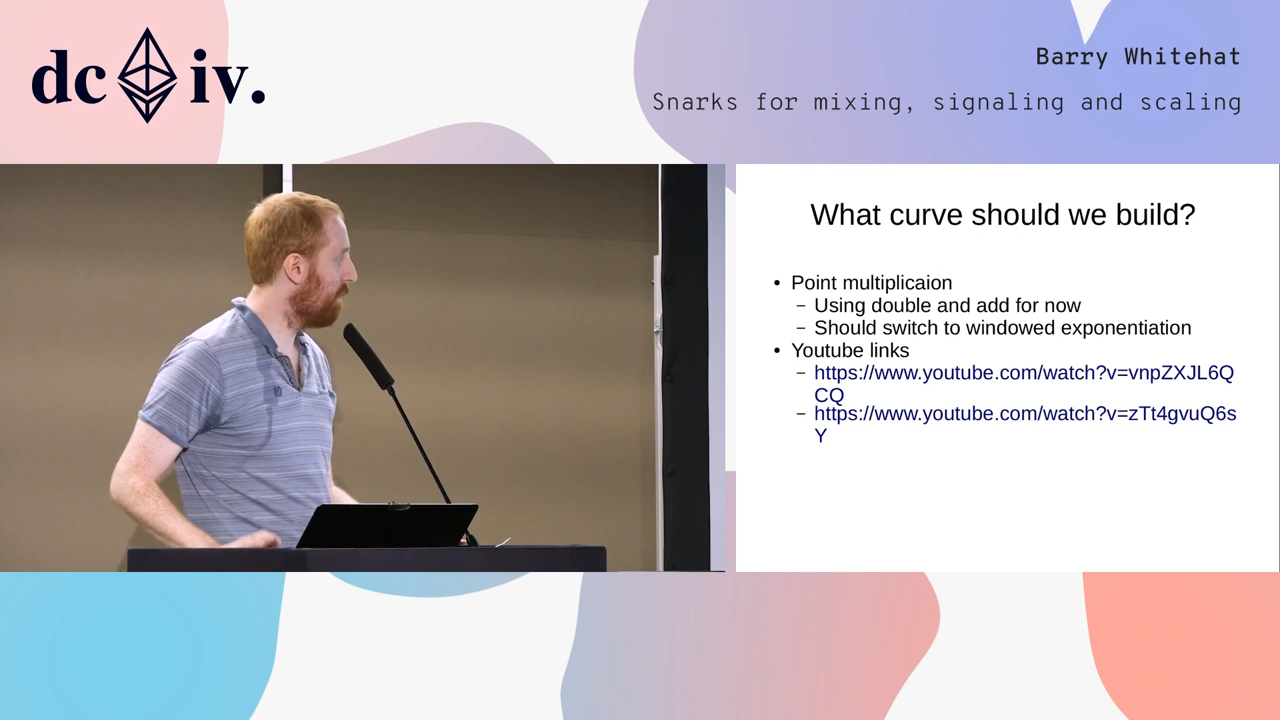 dc iv.
Barry Whitehat
Snarks for mixing, signaling and scaling
What curve should we build?
• Point multiplicaion
– Using double and add for now
– Should switch to windowed exponentiation
• Youtube links
– https://www.youtube.com/watch?v=vnpZXJL6Q
CQ
– https://www.youtube.com/watch?v=zTt4gvuQ6s
Y